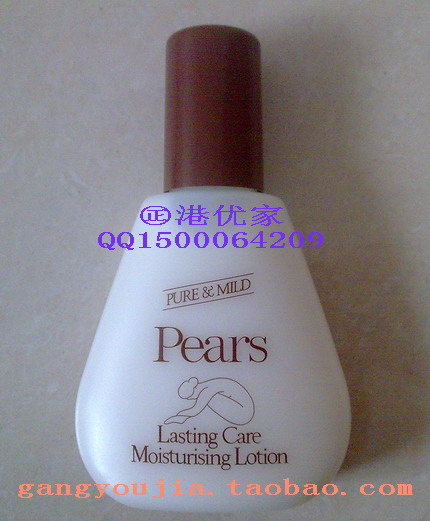 ㊣港优家
QQ1500064209
PURE & MILD
Pears
Lasting Care
Moisturising Lotion
gangyoujia.taobao.com